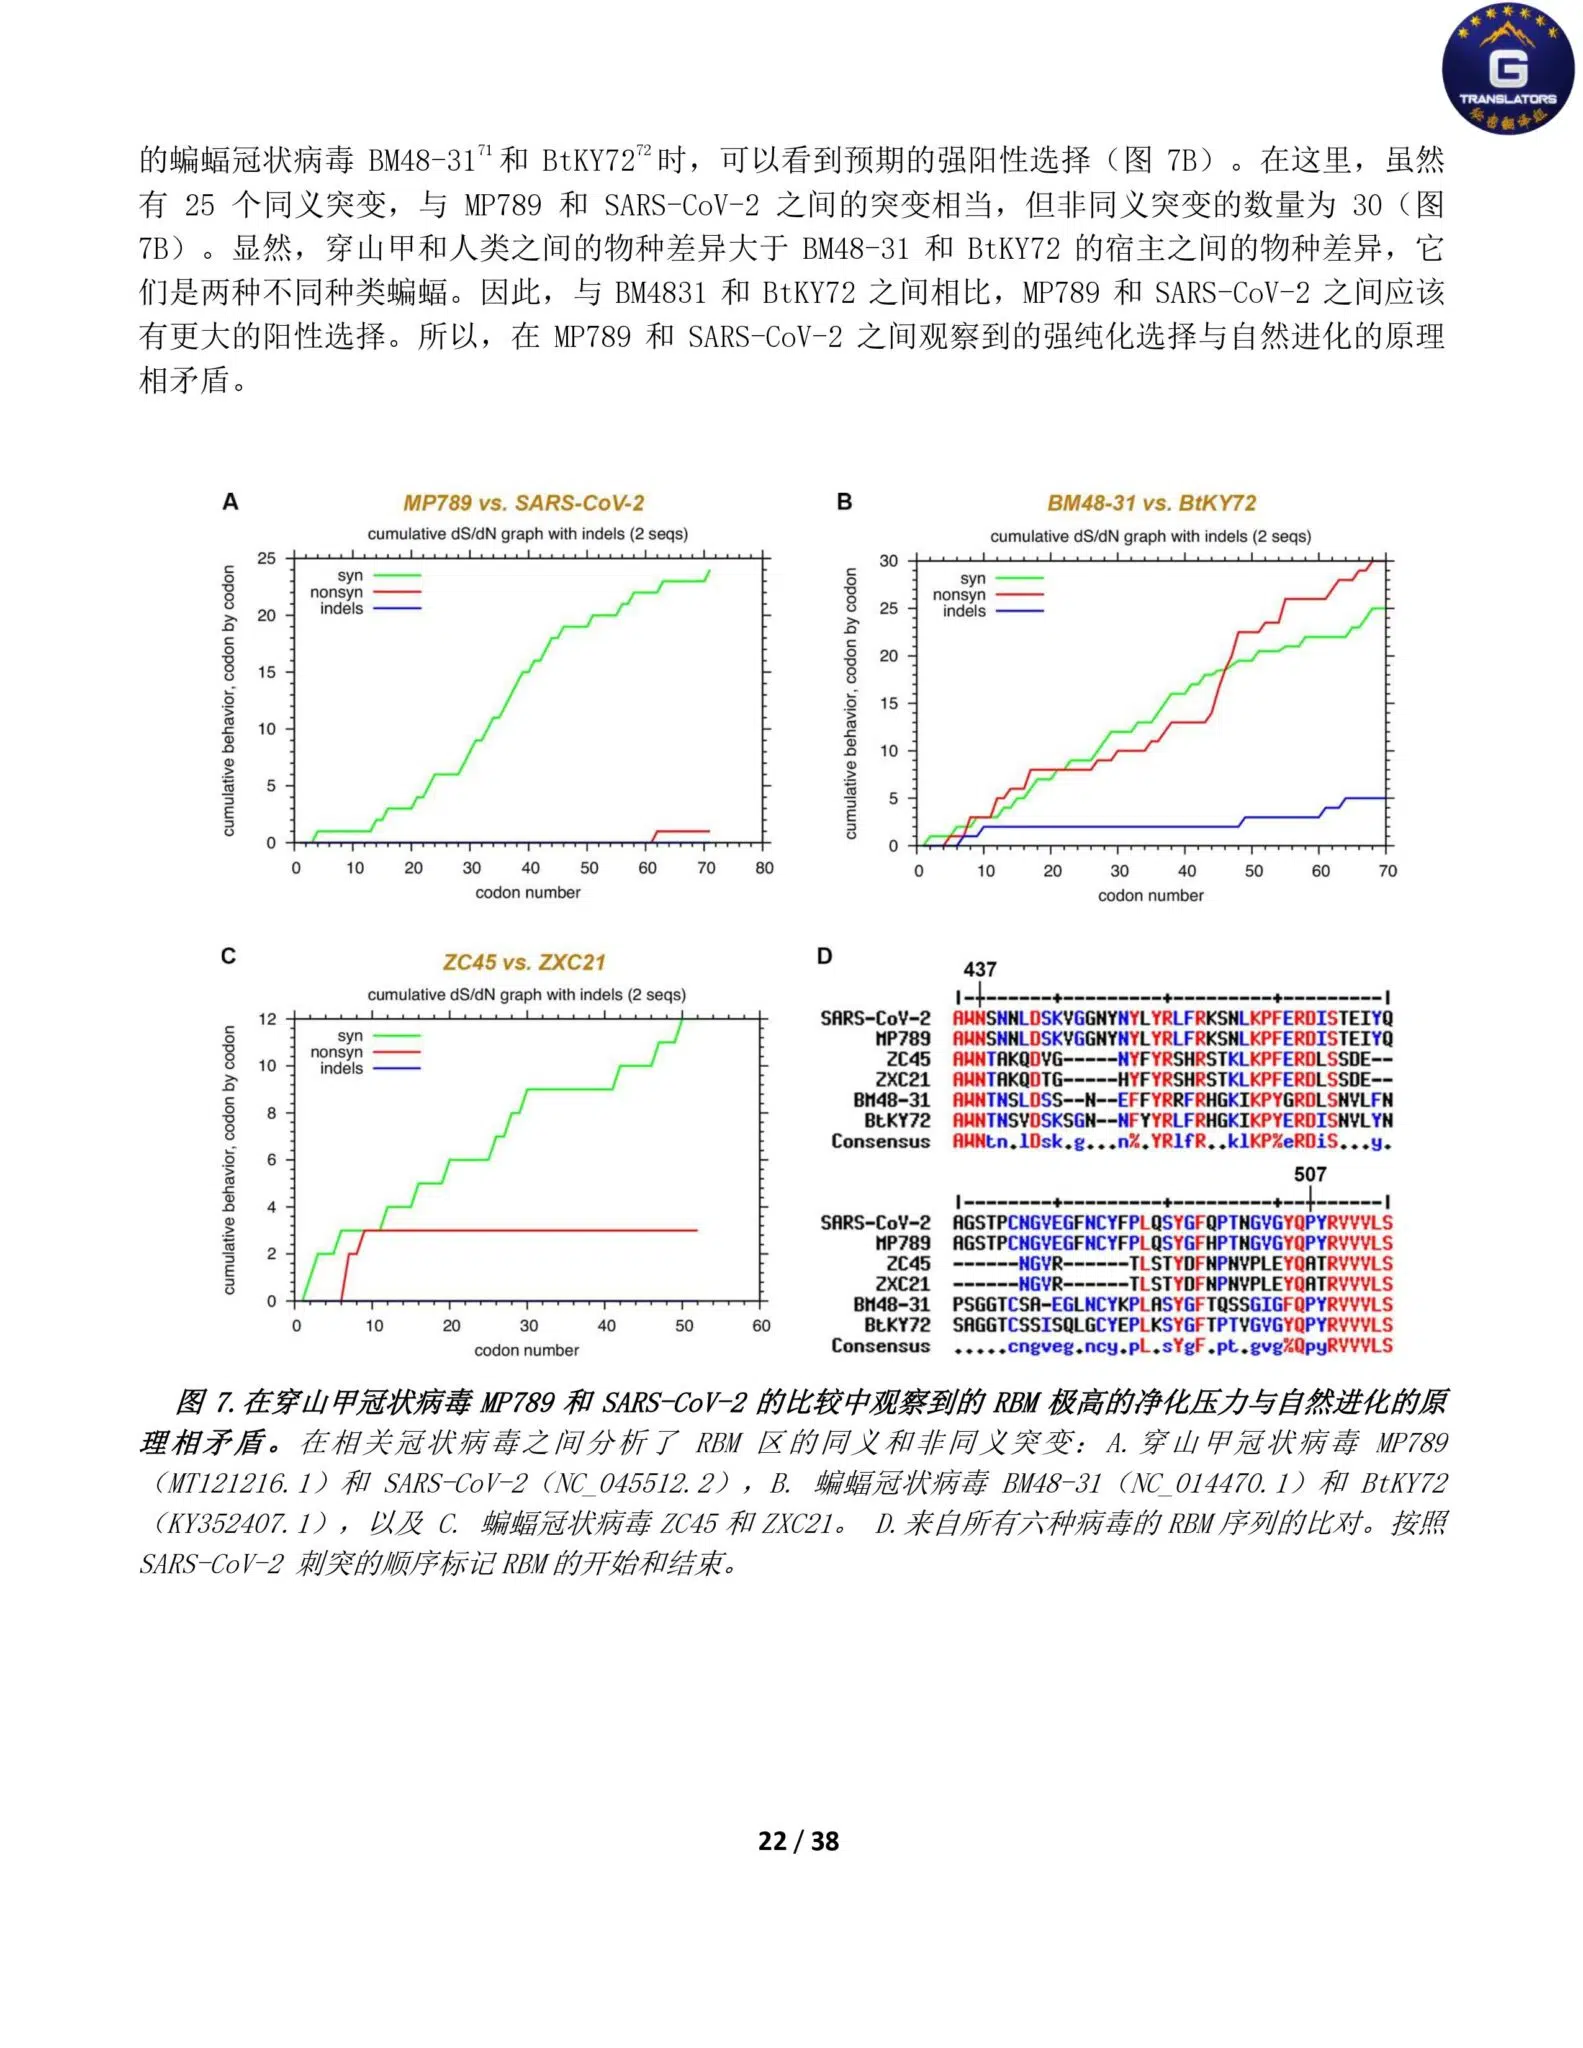 G
TRANSLATORS
秘密翻译组
的蝙蝠冠状病毒 BM48-3171 和 BtKY7272 时，可以看到预期的强阳性选择（图 7B）。在这里，虽然
有 25 个同义突变，与 MP789 和 SARS-CoV-2 之间的突变相当，但非同义突变的数量为 30（图
7B）。显然，穿山甲和人类之间的物种差异大于 BM48-31 和 BtKY72 的宿主之间的物种差异，它
们是两种不同种类蝙蝠。因此，与 BM4831 和 BtKY72 之间相比，MP789 和 SARS-CoV-2 之间应该
有更大的阳性选择。所以，在 MP789 和 SARS-CoV-2 之间观察到的强纯化选择与自然进化的原理
相矛盾。
A
MP789 vs. SARS-CoV-2
cumulative dS/dN graph with indels (2 seqs)
cumulative behavior, codon by codon
25
20
15
10
5
0
syn
nonsyn
indels
0 10 20 30 40 50 60 70 80
codon number
B
BM48-31 vs. BtKY72
cumulative dS/dN graph with indels (2 seqs)
cumulative behavior, codon by codon
30
25
20
15
10
5
0
syn
nonsyn
indels
0 10 20 30 40 50 60 70
codon number
C
ZC45 vs. ZXC21
cumulative dS/dN graph with indels (2 seqs)
cumulative behavior, codon by codon
12
10
8
6
4
2
0
syn
nonsyn
indels
0 10 20 30 40 50 60
codon number
D
437
|--------+---------+---------+---------|
SARS-CoV-2 AWNSNNLDSKVGGNYNYLYRLFRKSNLKPFERDISTEIYQ
MP789 AWNSNNLDSKVGGNYNYLYRLFRKSNLKPFERDISTEIYQ
ZC45 AWNTAKQDVG-----NYFYRSHRSTKLKPFERDLSSDE--
ZXC21 AWNTAKQDTG-----HYFYRSHRSTKLKPFERDLSSDE--
BM48-31 AWNTNSLDSS--N--EFFYRRFRHGKIKPYGRDLSNVLFN
BtKY72 AWNTNSVDSKSGN--NFYYRLFRHGKIKPYERDISNVLYN
Consensus AWNtn.lDsk.g...n%.YRlfR..klKP%eRDiS...y.
507
|--------+---------+---------+---------|
SARS-CoV-2 AGSTPCNGVEGFNCYFPLQSYGFQPTNGVGYQPYRVVVLS
MP789 AGSTPCNGVEGFNCYFPLQSYGFHPTNGVGYQPYRVVVLS
ZC45 ------NGVR------TLSTYDFNPNVPLEYQATRVVVLS
ZXC21 ------NGVR------TLSTYDFNPNVPLEYQATRVVVLS
BM48-31 PSGGTCSA-EGLNCYKPLASYGFTQSSGIGFQPYRVVVLS
BtKY72 SAGGTCSSISQLGCYEPLKSYGFTPTVGVGYQPYRVVVLS
Consensus .....cngveg.ncy.pL.sYgF.pt.gvg%QpyRVVVLS
图 7.在穿山甲冠状病毒 MP789 和 SARS-CoV-2 的比较中观察到的 RBM 极高的净化压力与自然进化的原
理相矛盾。在相关冠状病毒之间分析了 RBM 区的同义和非同义突变：A.穿山甲冠状病毒 MP789
（MT121216.1）和 SARS-CoV-2（NC_045512.2），B. 蝙蝠冠状病毒 BM48-31（NC_014470.1）和 BtKY72
（KY352407.1），以及 C. 蝙蝠冠状病毒 ZC45 和 ZXC21。 D.来自所有六种病毒的 RBM 序列的比对。按照
SARS-CoV-2 刺突的顺序标记 RBM 的开始和结束。
22 / 38